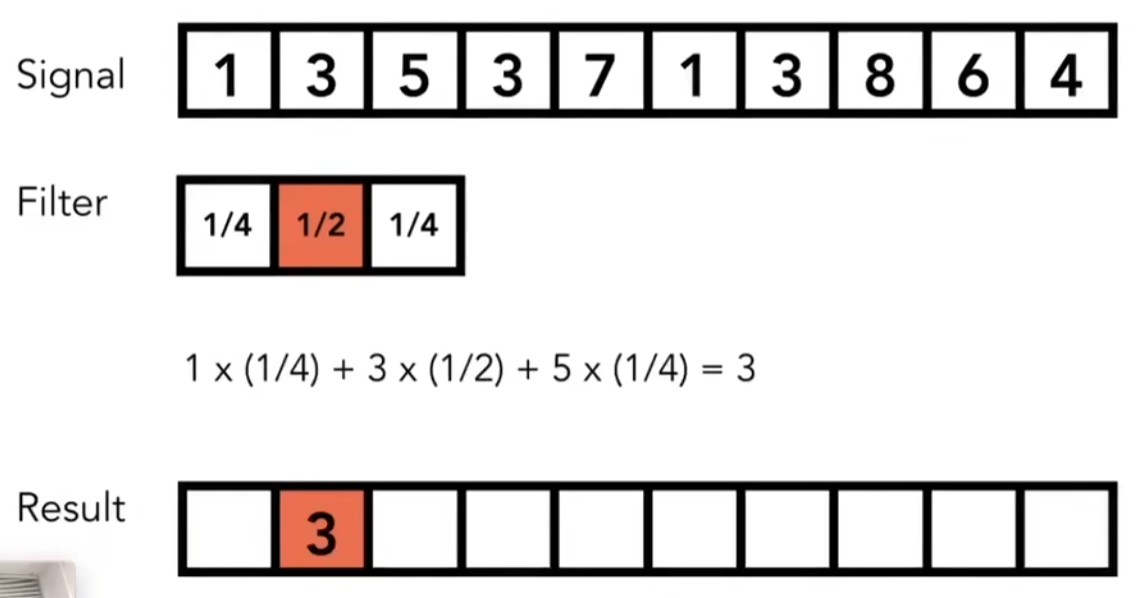 Signal 1 3 5 3 7 1 3 8 6 4
Filter 1/4 1/2 1/4
1 x (1/4) + 3 x (1/2) + 5 x (1/4) = 3
Result 3